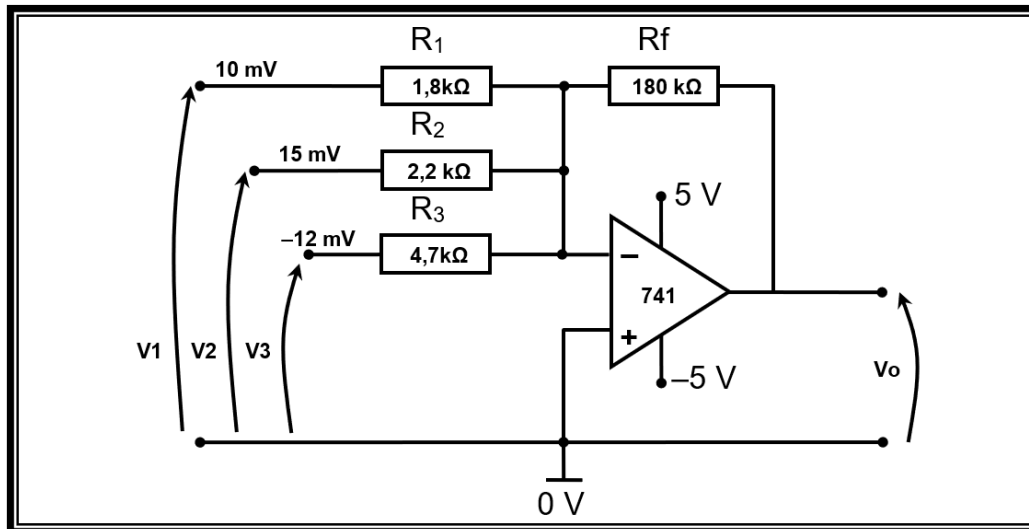 R₁
Rf
10 mV
1,8kΩ
180 kΩ
R₂
15 mV
2,2 kΩ
R₃
5 V
–12 mV
4,7kΩ
–
741
+
V1
V2
V3
–5 V
Vo
0 V